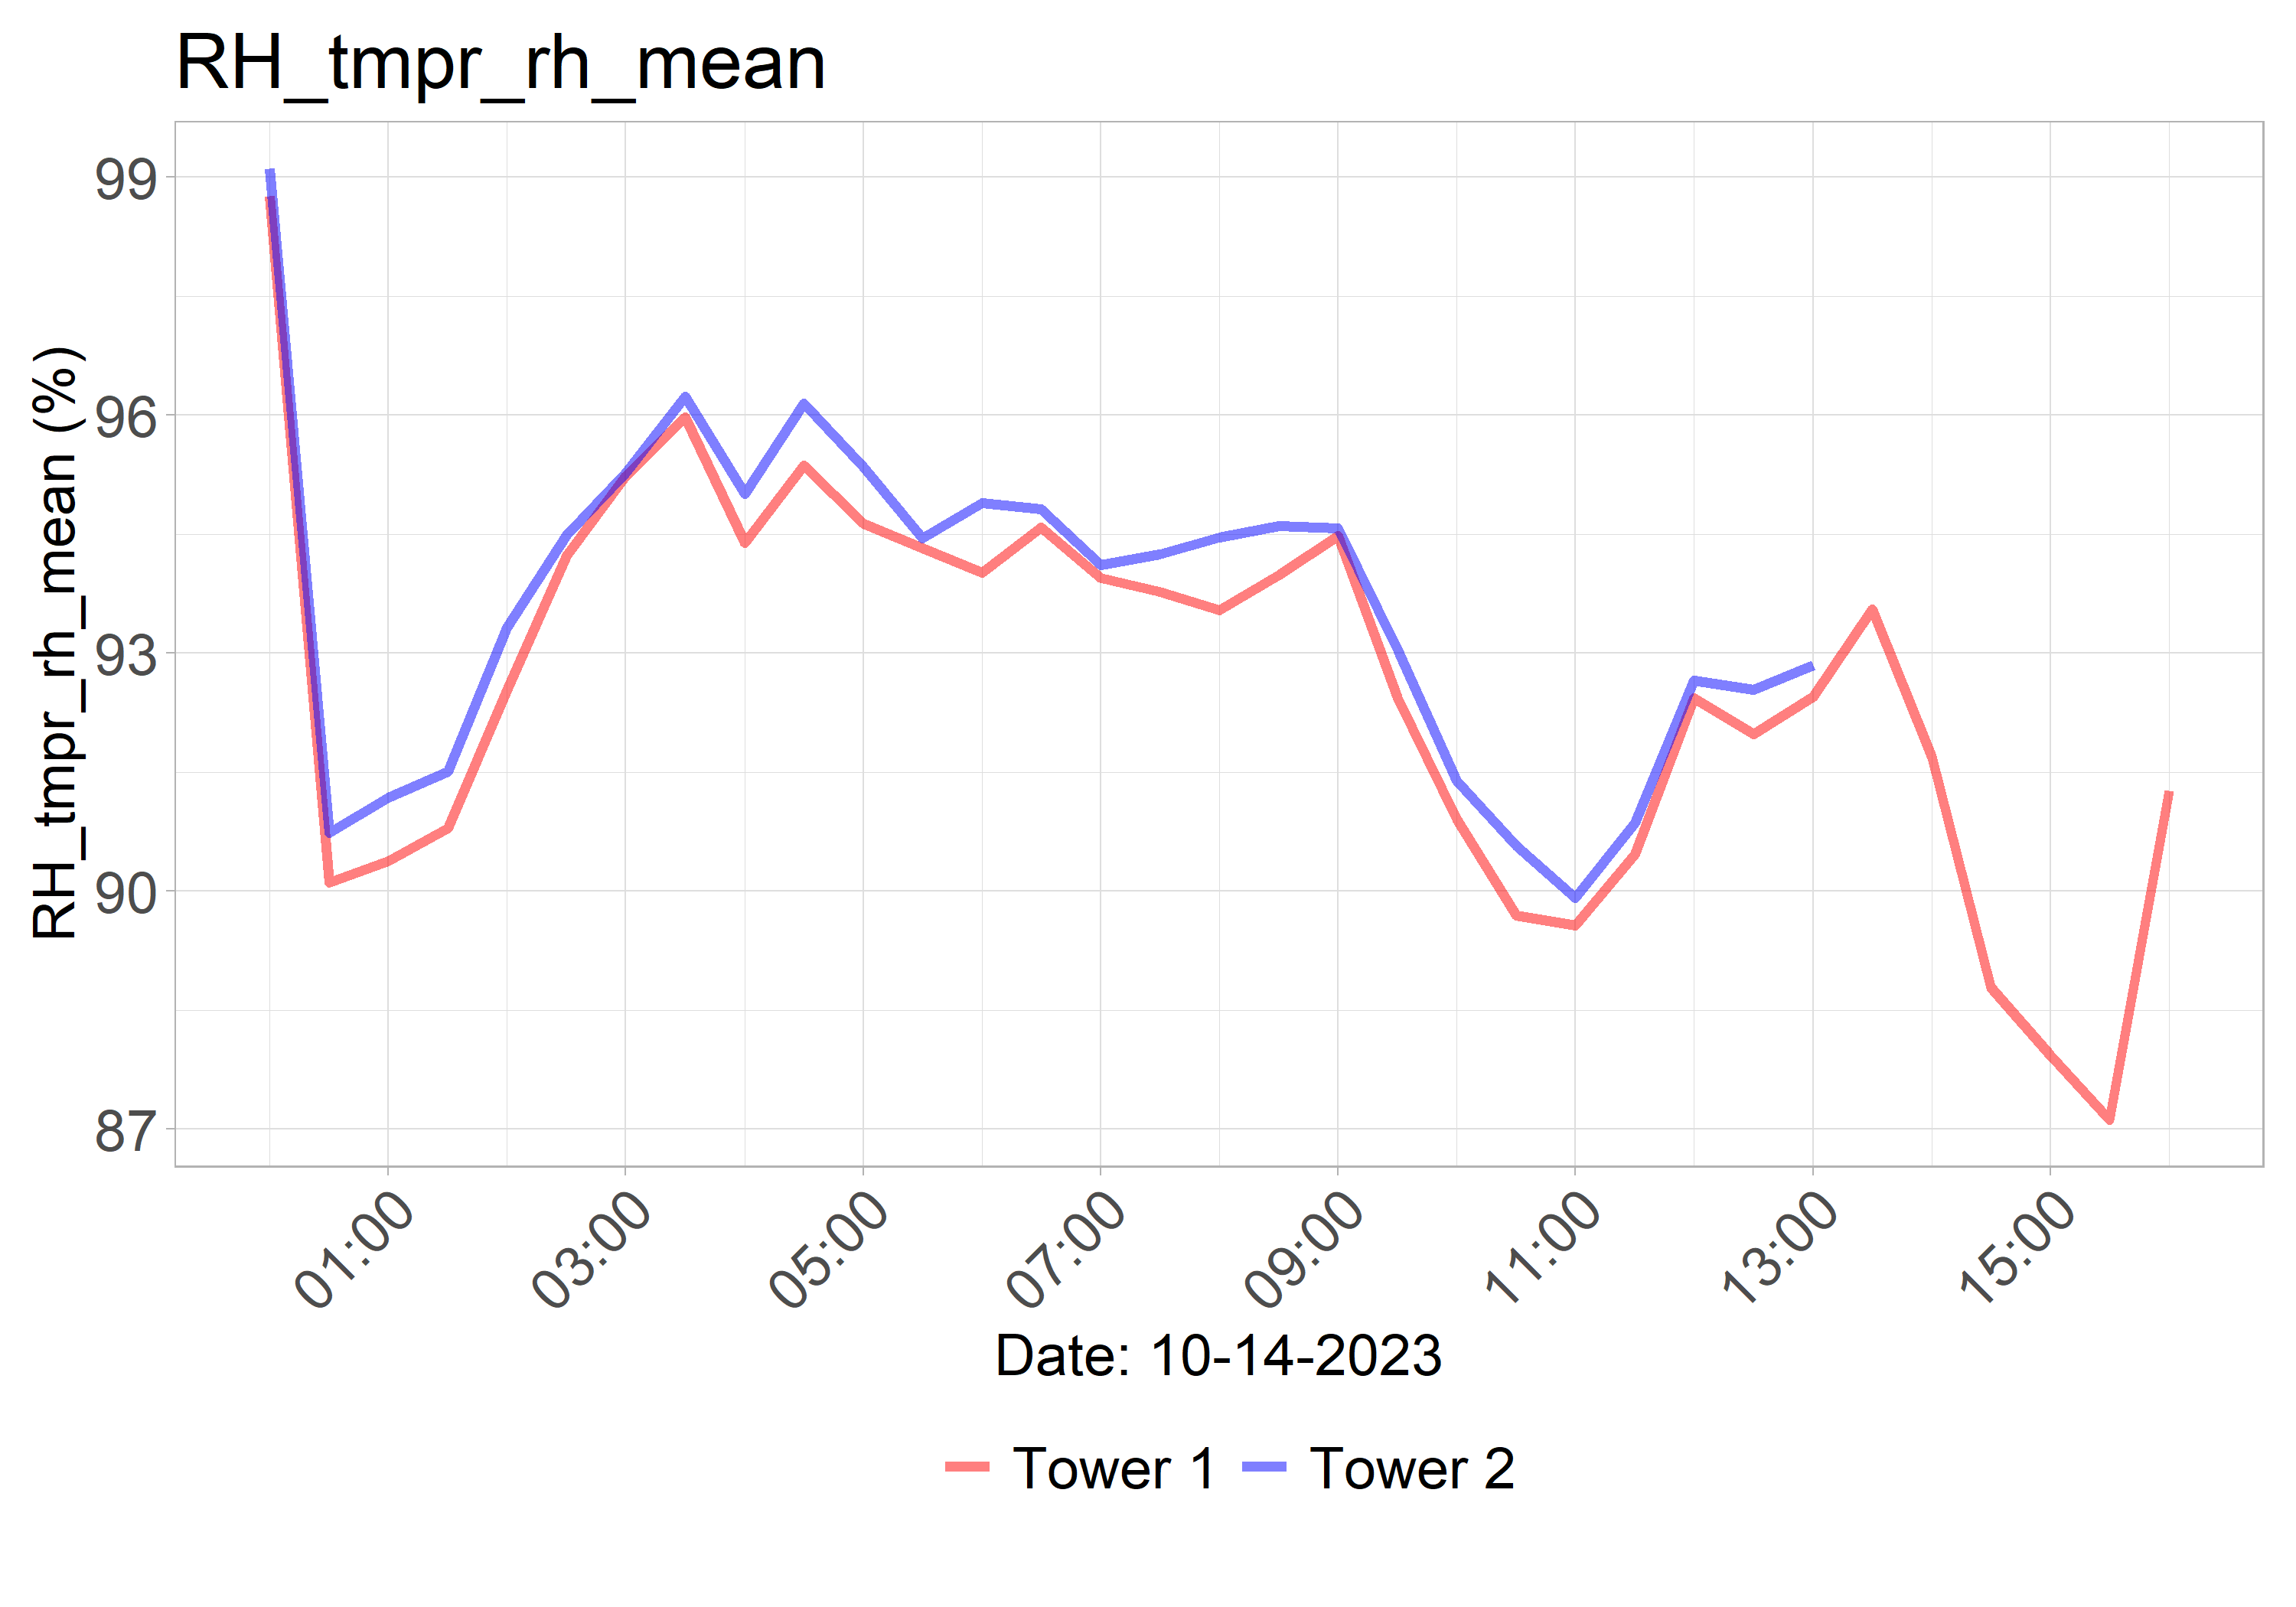 RH_tmpr_rh_mean
RH_tmpr_rh_mean (%)
99
96
93
90
87
01:00
03:00
05:00
07:00
09:00
11:00
13:00
15:00
Date: 10-14-2023
Tower 1
Tower 2